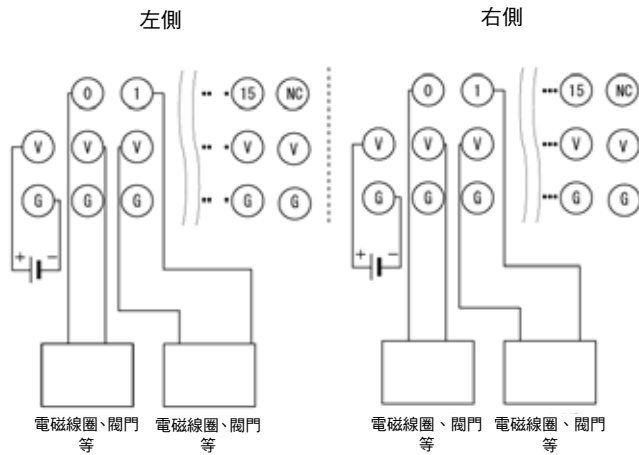 左側 右側
0 1 •• • 15 NC 0 1 ••• 15 NC
V V V •• • V V V V V ••• V V
G G G •• • G G G G G ••• G G
+ − + −
電磁線圈、閥門 電磁線圈、閥門 電磁線圈、閥門 電磁線圈、閥門
等 等 等 等